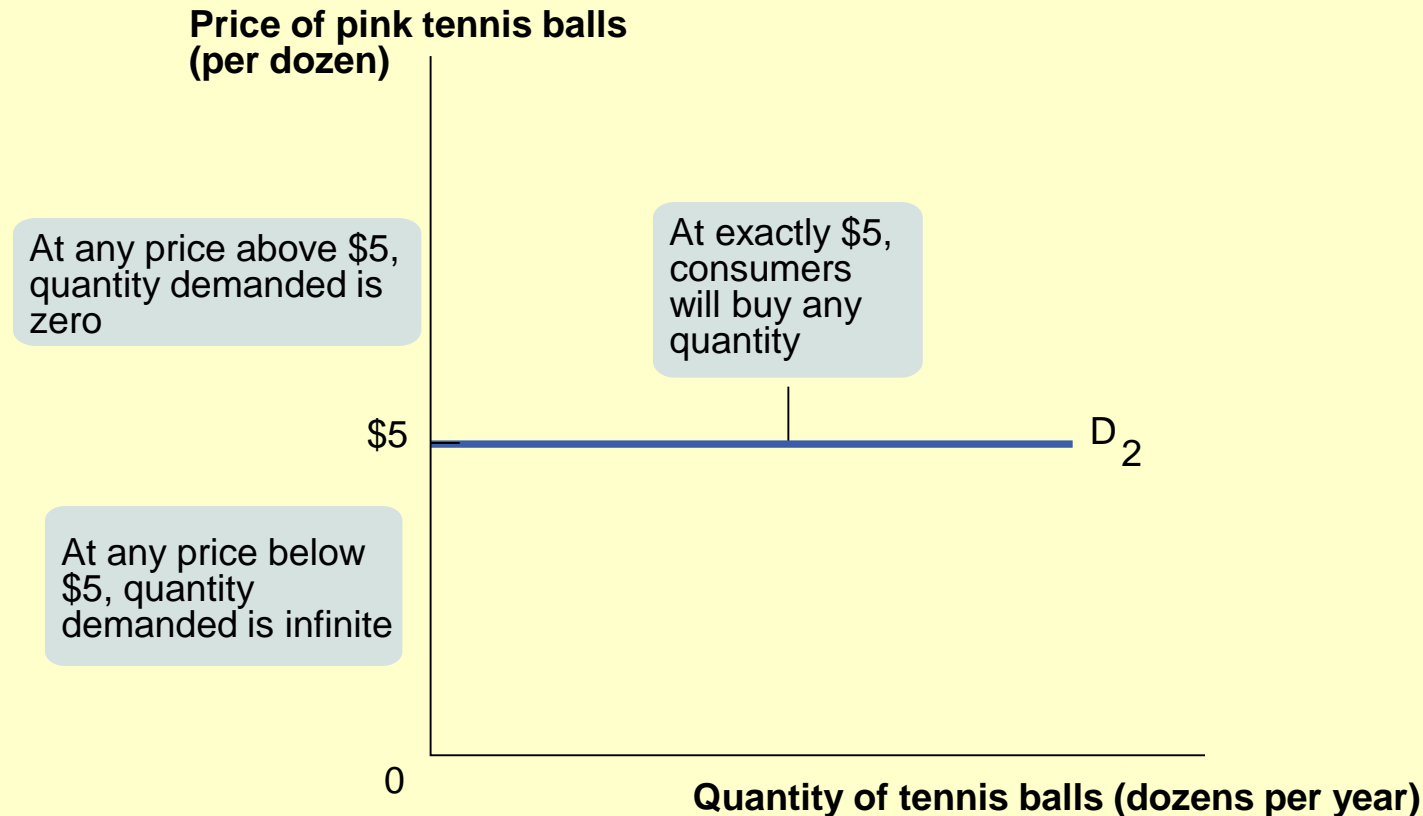 Price of pink tennis balls
(per dozen)
At any price above $5,
quantity demanded is
zero
At exactly $5,
consumers
will buy any
quantity
$5
D2
At any price below
$5, quantity
demanded is infinite
0
Quantity of tennis balls (dozens per year)